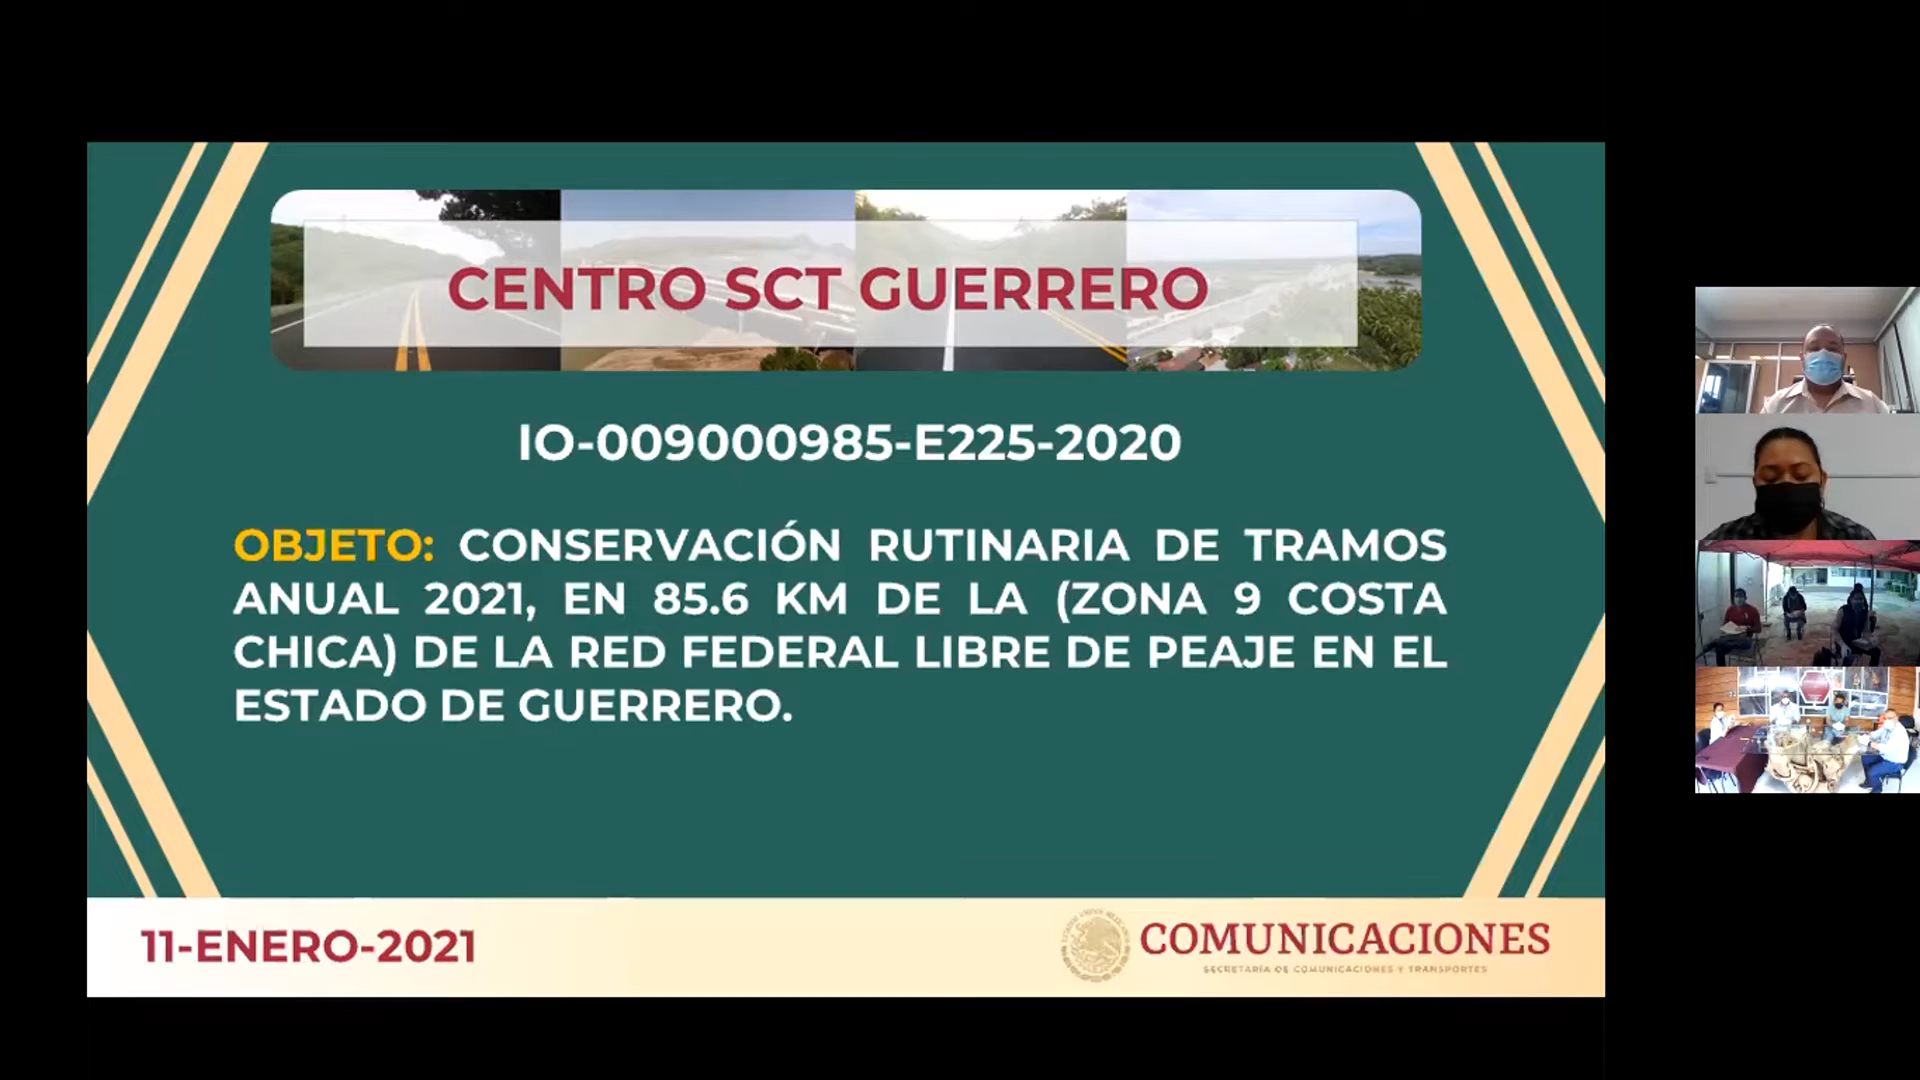 CENTRO SCT GUERRERO
IO-009000985-E225-2020
OBJETO: CONSERVACIÓN RUTINARIA DE TRAMOS
ANUAL 2021, EN 85.6 KM DE LA (ZONA 9 COSTA
CHICA) DE LA RED FEDERAL LIBRE DE PEAJE EN EL
ESTADO DE GUERRERO.
11-ENERO-2021
COMUNICACIONES
SECRETARÍA DE COMUNICACIONES Y TRANSPORTES